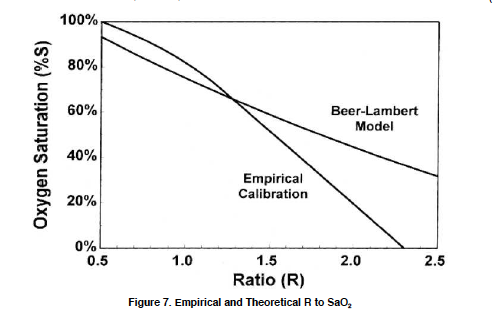 100%
80%
60%
40%
20%
0%
Oxygen Saturation (%S)
Beer-Lambert
Model
Empirical
Calibration
0.5 1.0 1.5 2.0 2.5
Ratio (R)
Figure 7. Empirical and Theoretical R to SaO₂